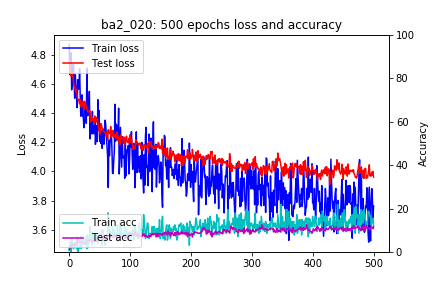 ba2_020: 500 epochs loss and accuracy
Train loss
Test loss
Train acc
Test acc
Loss
4.8
4.6
4.4
4.2
4.0
3.8
3.6
Accuracy
100
80
60
40
20
0
0 100 200 300 400 500